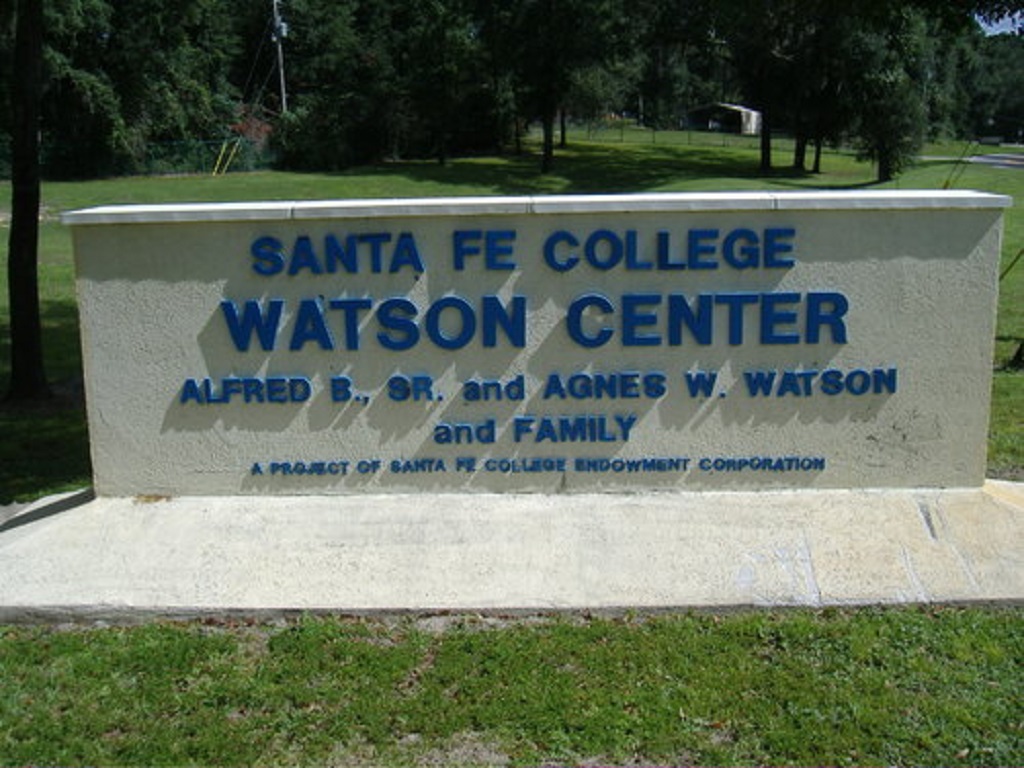 SANTA FE COLLEGE
WATSON CENTER
ALFRED B., SR. and AGNES W. WATSON
and FAMILY
A PROJECT OF SANTA FE COLLEGE ENDOWMENT CORPORATION